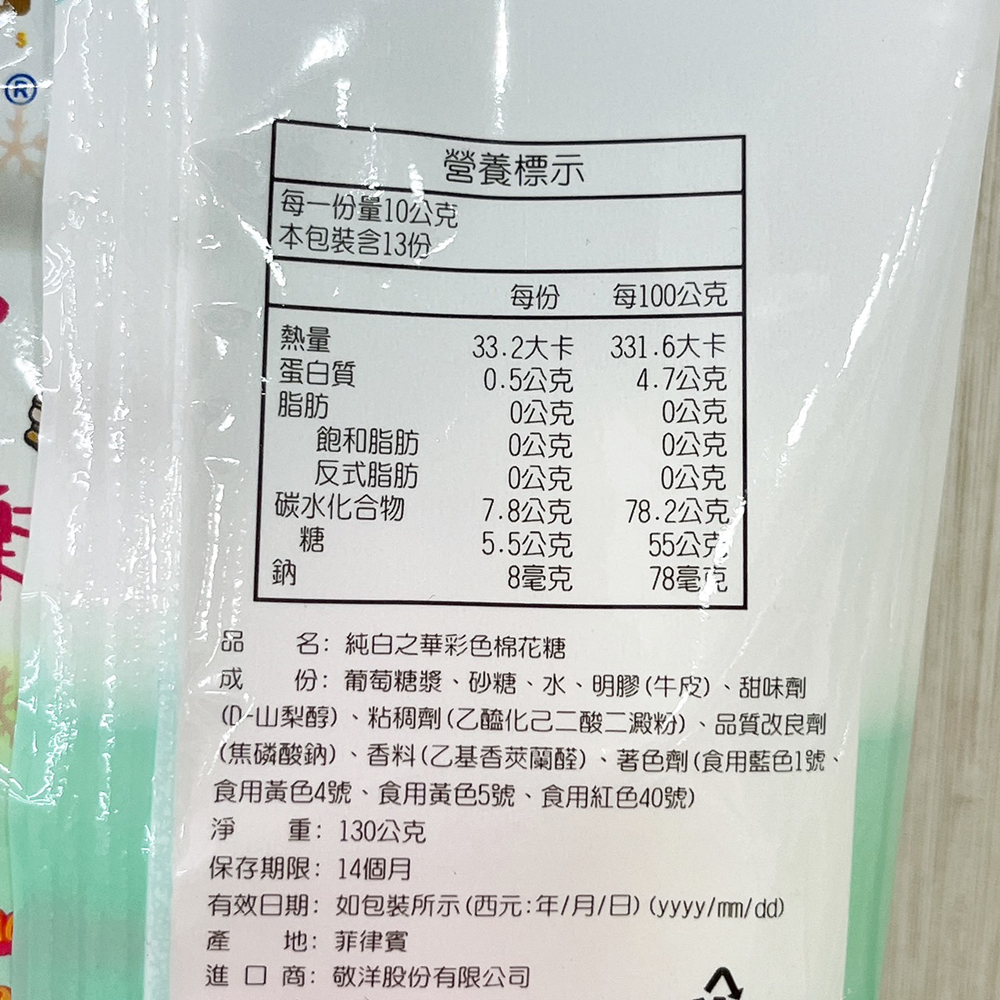 ®
營養標示
每一份量10公克
本包裝含13份
每份 每100公克
熱量 33.2大卡 331.6大卡
蛋白質 0.5公克 4.7公克
脂肪 0公克 0公克
飽和脂肪 0公克 0公克
反式脂肪 0公克 0公克
碳水化合物 7.8公克 78.2公克
糖 5.5公克 55公克
鈉 8毫克 78毫克
品 名: 純白之華彩色棉花糖
成 份: 葡萄糖漿、砂糖、水、明膠(牛皮)、甜味劑
(D-山梨醇)、粘稠劑(乙醯化己二酸二澱粉)、品質改良劑
(焦磷酸鈉)、香料(乙基香莢蘭醛)、著色劑(食用藍色1號、
食用黃色4號、食用黃色5號、食用紅色40號)
淨 重: 130公克
保存期限: 14個月
有效日期: 如包裝所示(西元:年/月/日)(yyyy/mm/dd)
產 地: 菲律賓
進 口 商: 敬洋股份有限公司